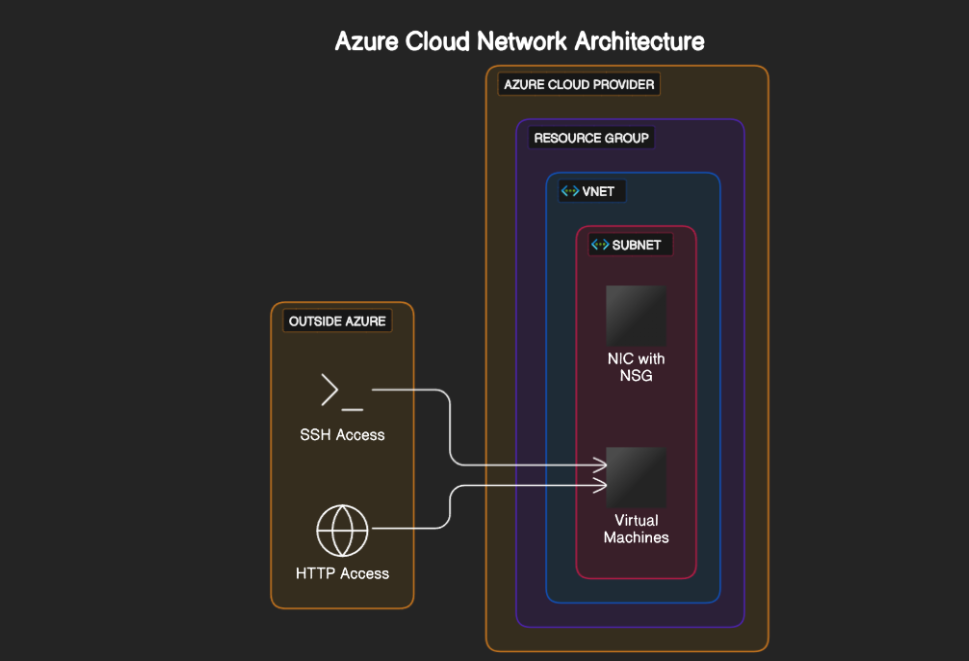 Azure Cloud Network Architecture
AZURE CLOUD PROVIDER
RESOURCE GROUP
VNET
SUBNET
NIC with
NSG
OUTSIDE AZURE
SSH Access
Virtual
Machines
HTTP Access